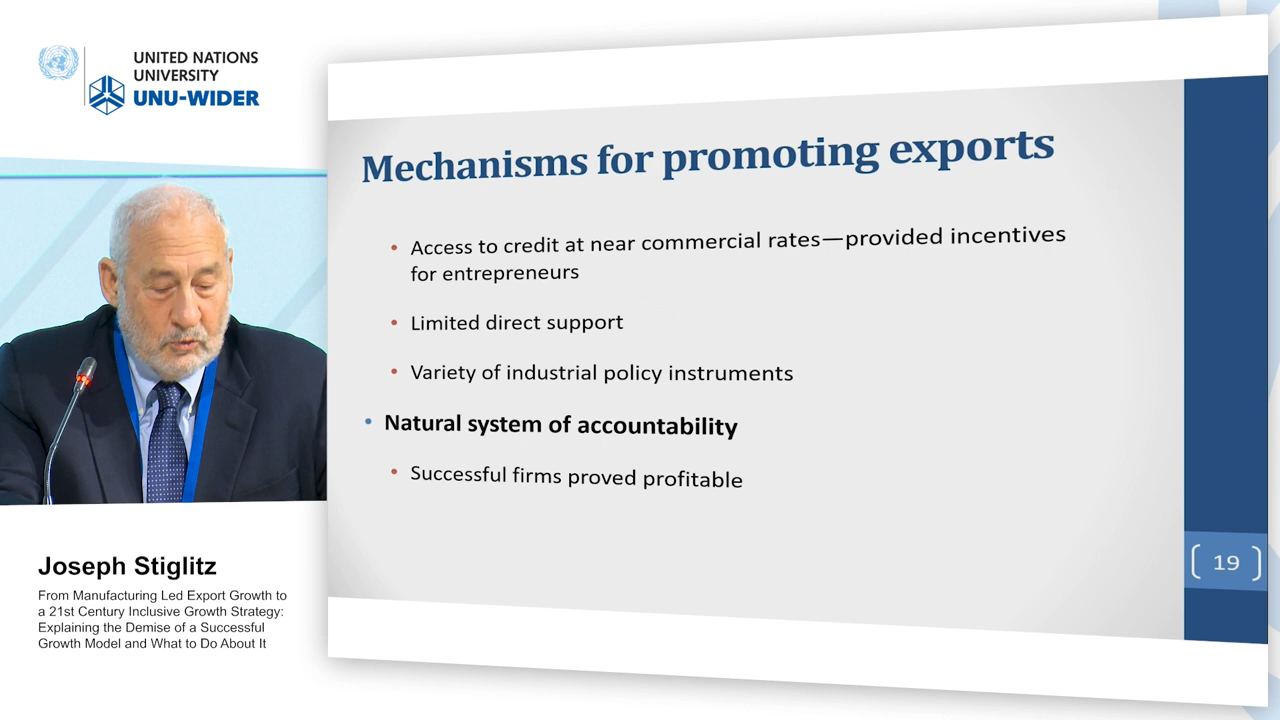 UNITED NATIONS
UNIVERSITY
UNU-WIDER
Mechanisms for promoting exports
• Access to credit at near commercial rates—provided incentives
for entrepreneurs
• Limited direct support
• Variety of industrial policy instruments
• Natural system of accountability
• Successful firms proved profitable
19
Joseph Stiglitz
From Manufacturing Led Export Growth to
a 21st Century Inclusive Growth Strategy:
Explaining the Demise of a Successful
Growth Model and What to Do About It